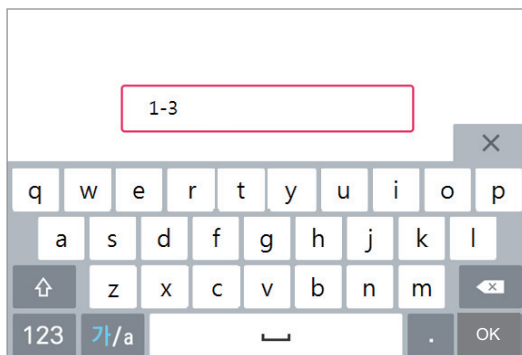 1-3
q w e r t y u i o p
a s d f g h j k l
z x c v b n m
123 가/a . OK